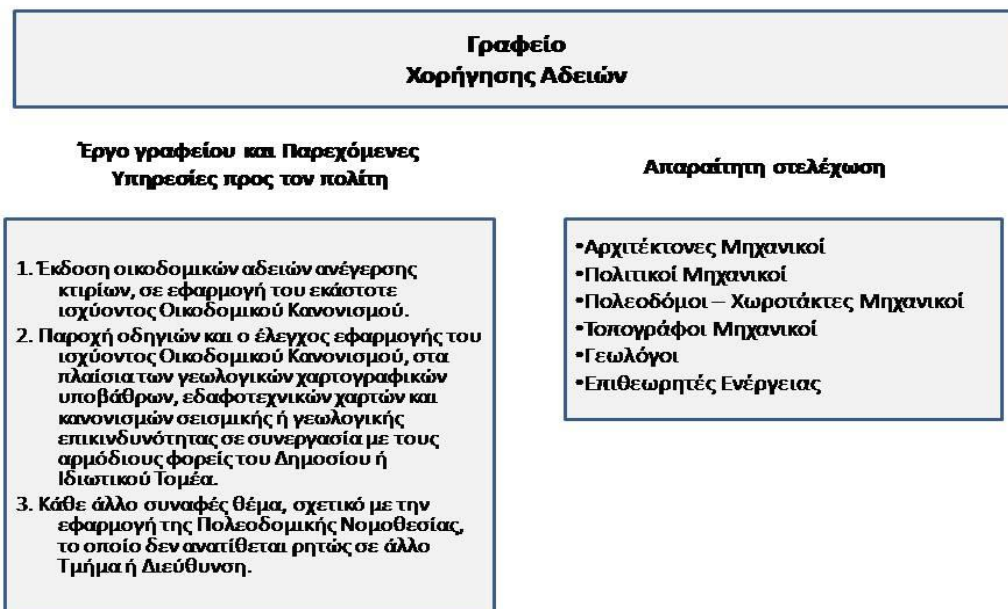 Γραφείο
Χορήγησης Αδειών
Έργο γραφείου και Παρεχόμενες
Υπηρεσίες προς τον πολίτη
1. Έκδοση οικοδομικών αδειών ανέγερσης
κτιρίων, σε εφαρμογή του εκάστοτε
ισχύοντος Οικοδομικού Κανονισμού.
2. Παροχή οδηγιών και ο έλεγχος εφαρμογής του
ισχύοντος Οικοδομικού Κανονισμού, στα
πλαίσια των γεωλογικών χαρτογραφικών
υποβάθρων, εδαφοτεχνικών χαρτών και
κανονισμών σεισμικής ή γεωλογικής
επικινδυνότητας σε συνεργασία με τους
αρμόδιους φορείς του Δημοσίου ή
Ιδιωτικού Τομέα.
3. Κάθε άλλο συναφές θέμα, σχετικό με την
εφαρμογή της Πολεοδομικής Νομοθεσίας,
το οποίο δεν ανατίθεται ρητώς σε άλλο
Τμήμα ή Διεύθυνση.
Απαραίτητη στελέχωση
•Αρχιτέκτονες Μηχανικοί
•Πολιτικοί Μηχανικοί
•Πολεοδόμοι – Χωροτάκτες Μηχανικοί
•Τοπογράφοι Μηχανικοί
•Γεωλόγοι
•Επιθεωρητές Ενέργειας